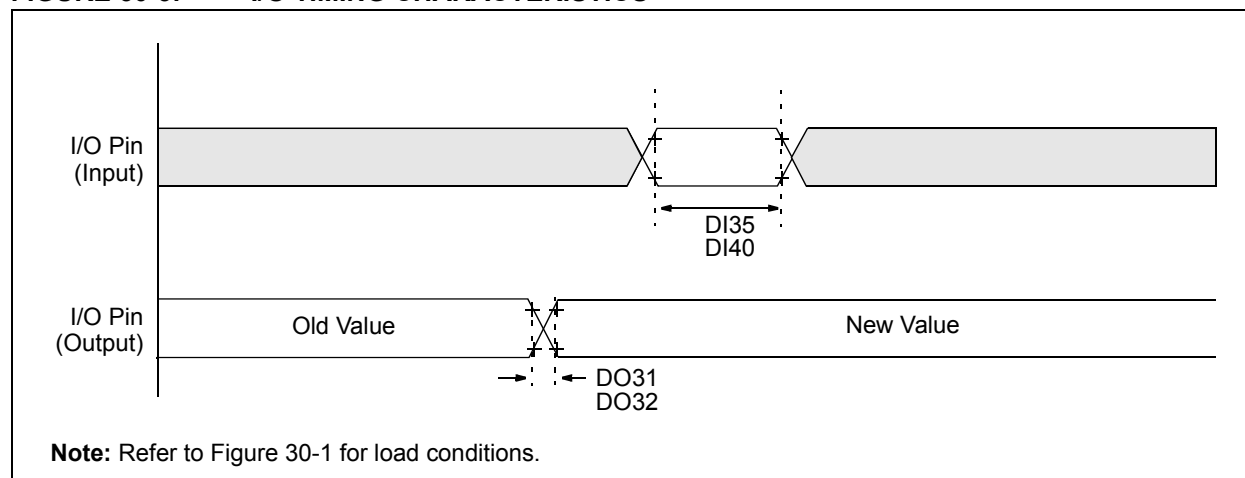 I/O Pin
(Input)
DI35
DI40
I/O Pin
(Output)
Old Value
New Value
DO31
DO32
Note: Refer to Figure 30-1 for load conditions.